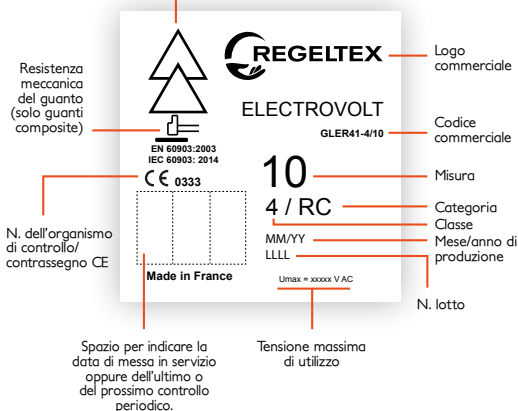 REGELTEX
ELECTROVOLT
GLER41-4/10
EN 60903:2003
IEC 60903: 2014
CE 0333
10
4 / RC
MM/YY
LLLL
Made in France
Umax = xxxxx V AC
Resistenza
meccanica
del guanto
(solo guanti
composite)
N. dell'organismo
di controllo/
contrassegno CE
Spazio per indicare la
data di messa in servizio
oppure dell'ultimo o
del prossimo controllo
periodico.
Tensione massima
di utilizzo
Logo
commerciale
Codice
commerciale
Misura
Categoria
Classe
Mese/anno di
produzione
N. lotto